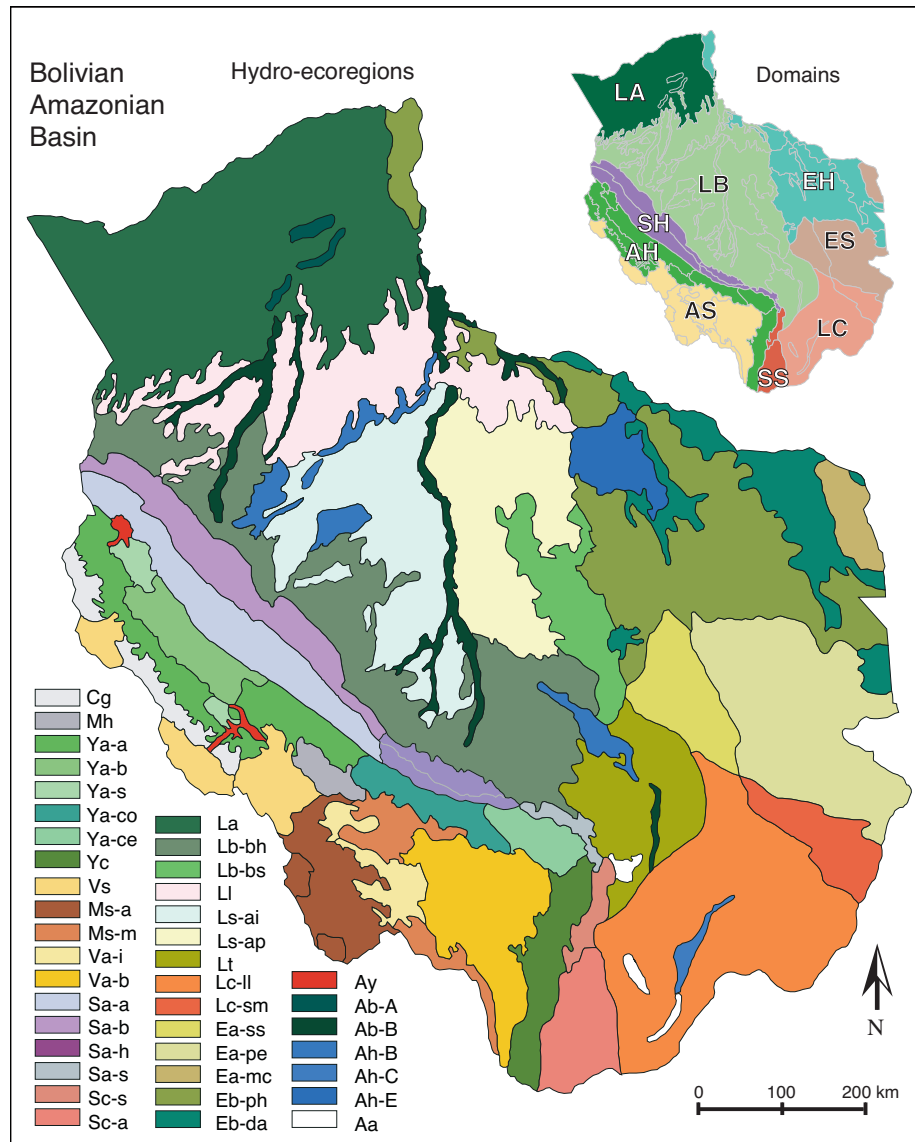 Bolivian
Amazonian
Basin
Hydro-ecoregions
Domains
LA
LB
EH
SH
ES
AH
AS
LC
SS
Cg
Mh
Ya-a
Ya-b
Ya-s
Ya-co
Ya-ce
Yc
Vs
Ms-a
Ms-m
Va-i
Va-b
Sa-a
Sa-b
Sa-h
Sa-s
Sc-s
Sc-a
La
Lb-bh
Lb-bs
Ll
Ls-ai
Ls-ap
Lt
Lc-ll
Lc-sm
Ea-ss
Ea-pe
Ea-mc
Eb-ph
Eb-da
Ay
Ab-A
Ab-B
Ah-B
Ah-C
Ah-E
Aa
N
0 100 200 km